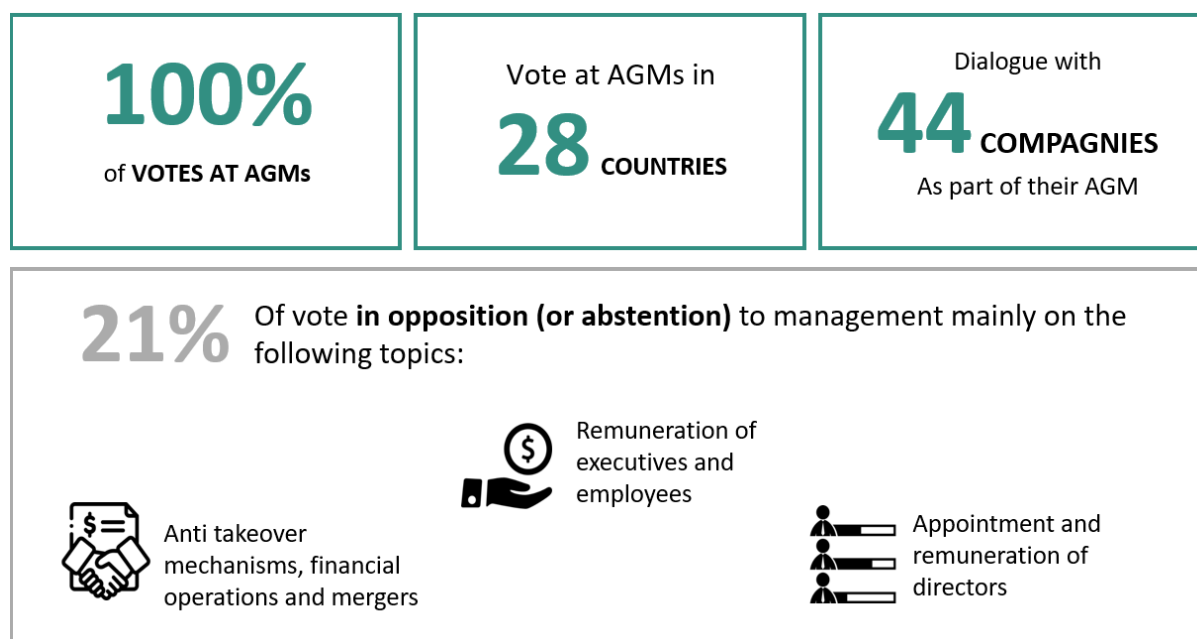 100%
of VOTES AT AGMs
Vote at AGMs in
28 COUNTRIES
Dialogue with
44 COMPAGNIES
As part of their AGM
21%
Of vote in opposition (or abstention) to management mainly on the
following topics:
Remuneration of
executives and
employees
Anti takeover
mechanisms, financial
operations and mergers
Appointment and
remuneration of
directors